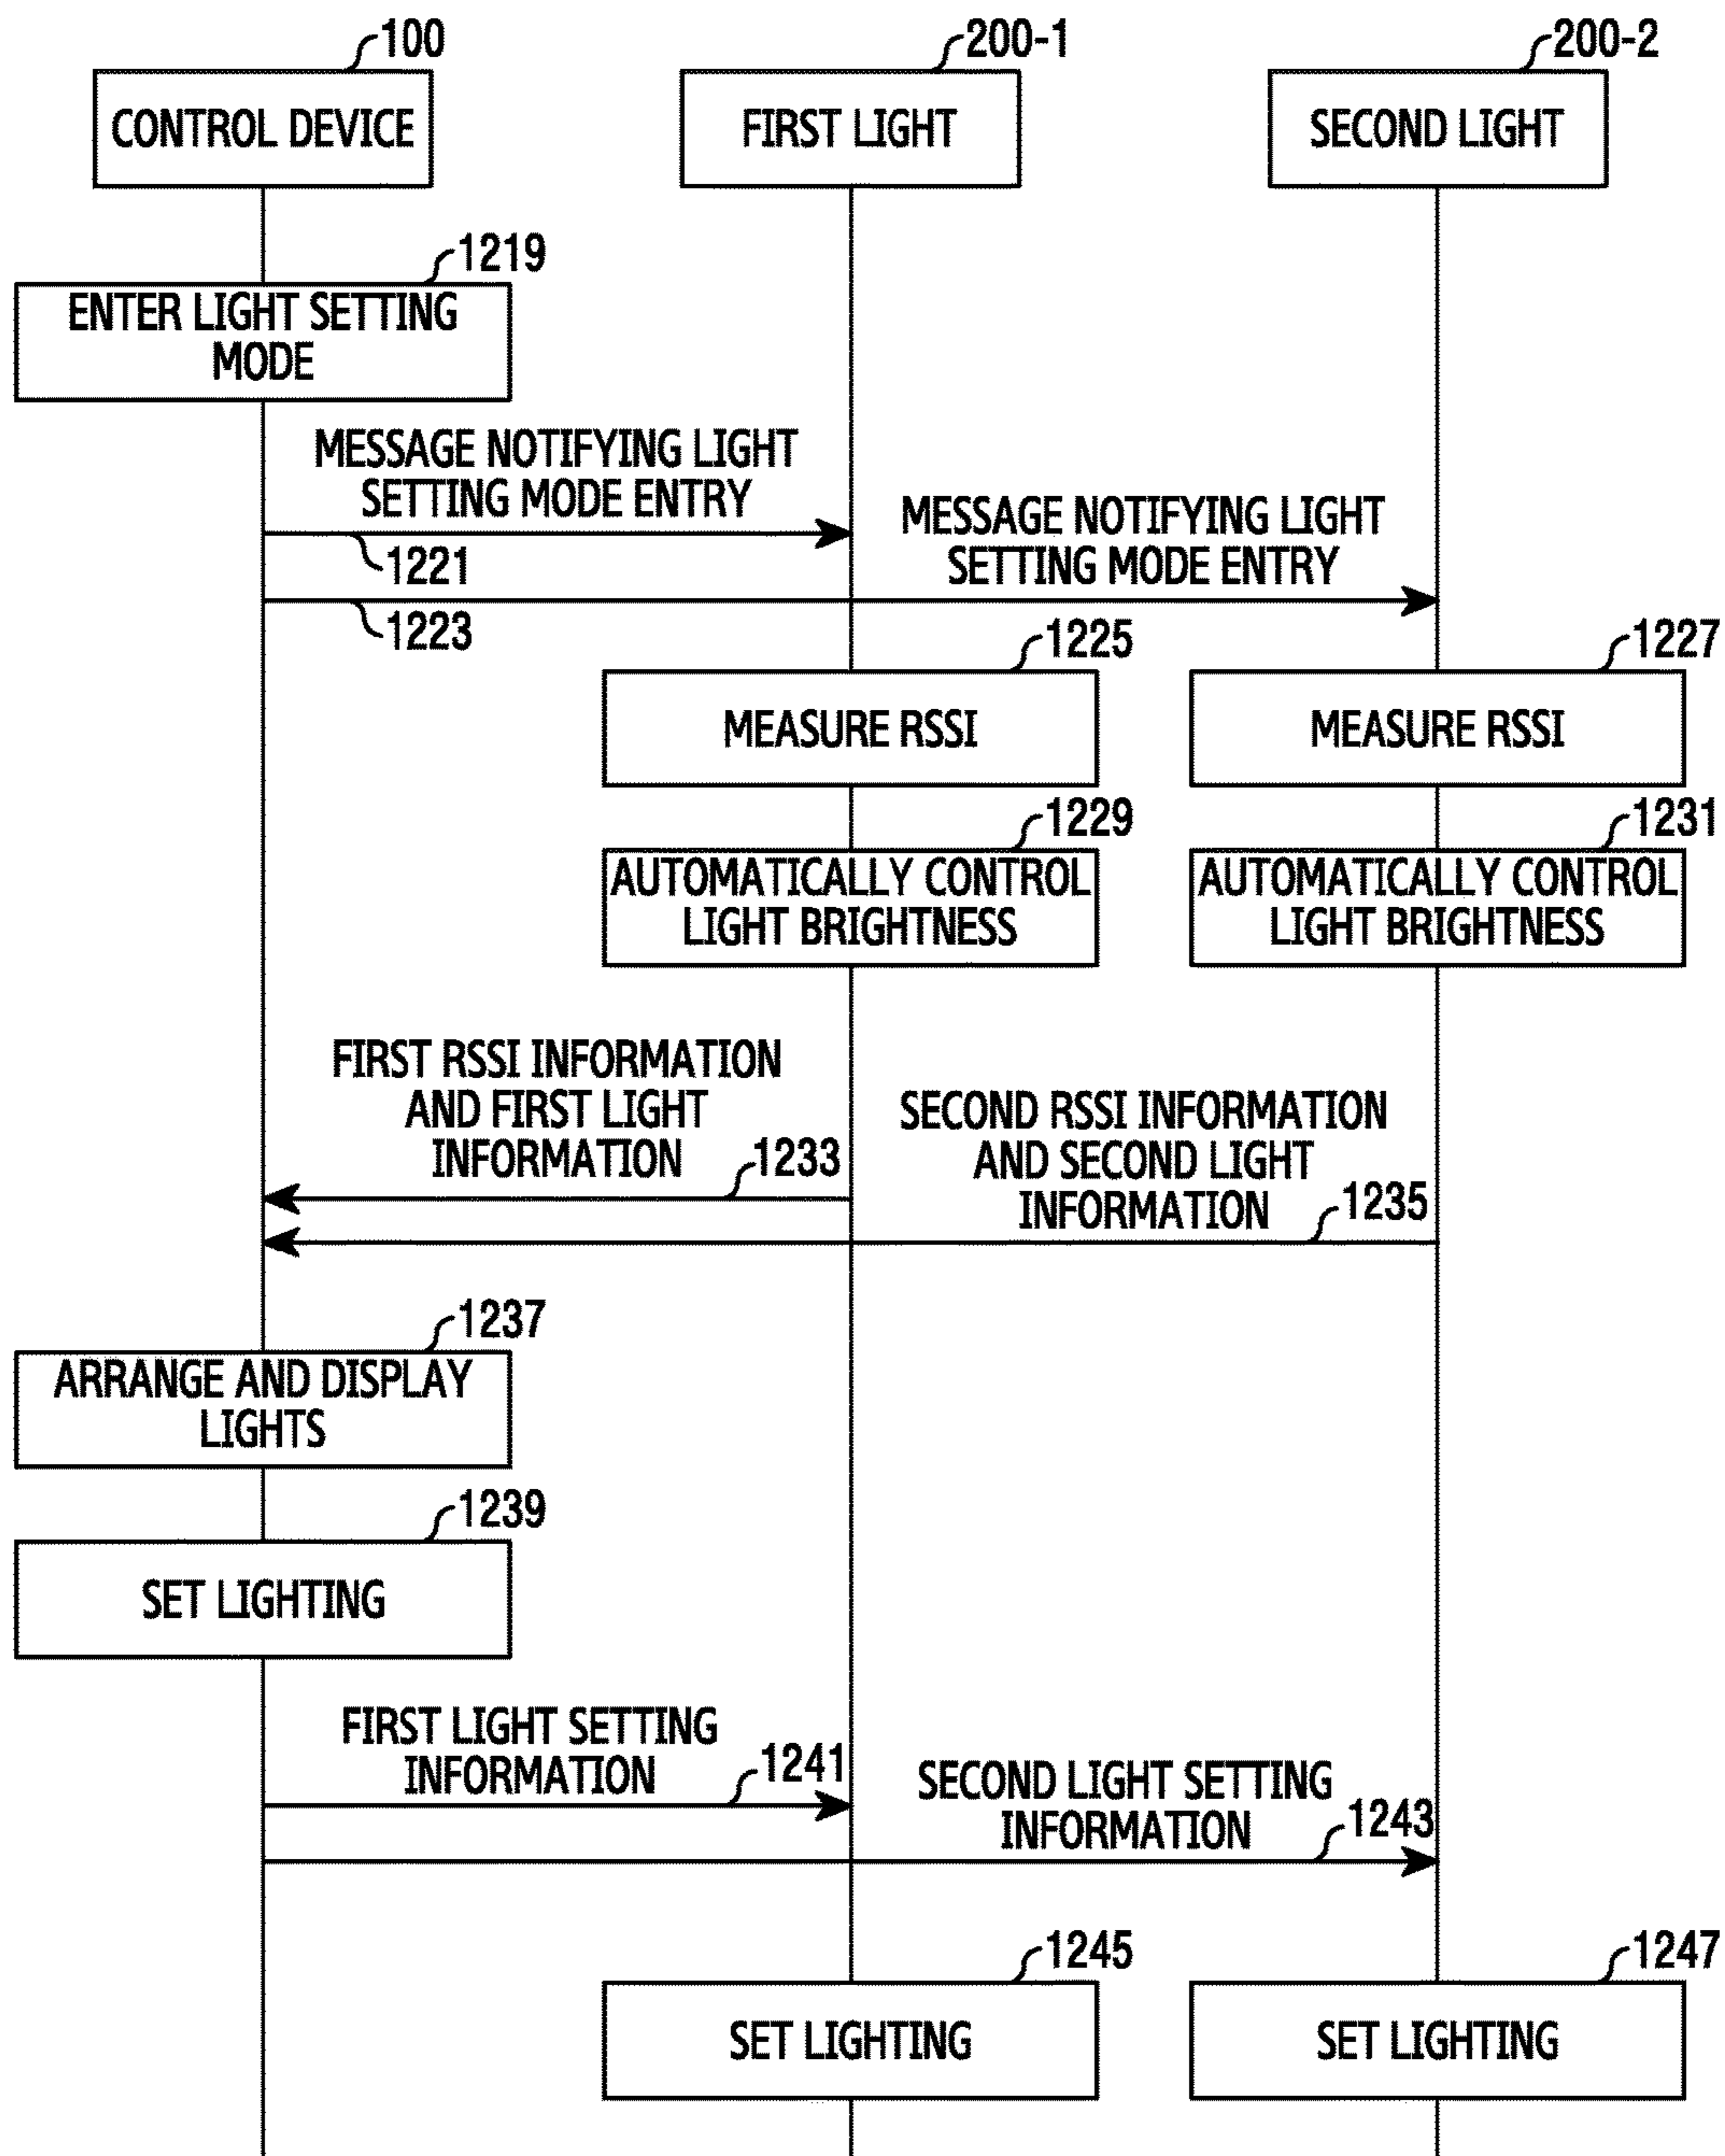 100
200-1
200-2
CONTROL DEVICE
FIRST LIGHT
SECOND LIGHT
1219
ENTER LIGHT SETTING
MODE
MESSAGE NOTIFYING LIGHT
SETTING MODE ENTRY
1221
MESSAGE NOTIFYING LIGHT
SETTING MODE ENTRY
1223
1225
1227
MEASURE RSSI
MEASURE RSSI
1229
1231
AUTOMATICALLY CONTROL
LIGHT BRIGHTNESS
AUTOMATICALLY CONTROL
LIGHT BRIGHTNESS
FIRST RSSI INFORMATION
AND FIRST LIGHT
INFORMATION
1233
SECOND RSSI INFORMATION
AND SECOND LIGHT
INFORMATION
1235
1237
ARRANGE AND DISPLAY
LIGHTS
1239
SET LIGHTING
FIRST LIGHT SETTING
INFORMATION
1241
SECOND LIGHT SETTING
INFORMATION
1243
1245
1247
SET LIGHTING
SET LIGHTING